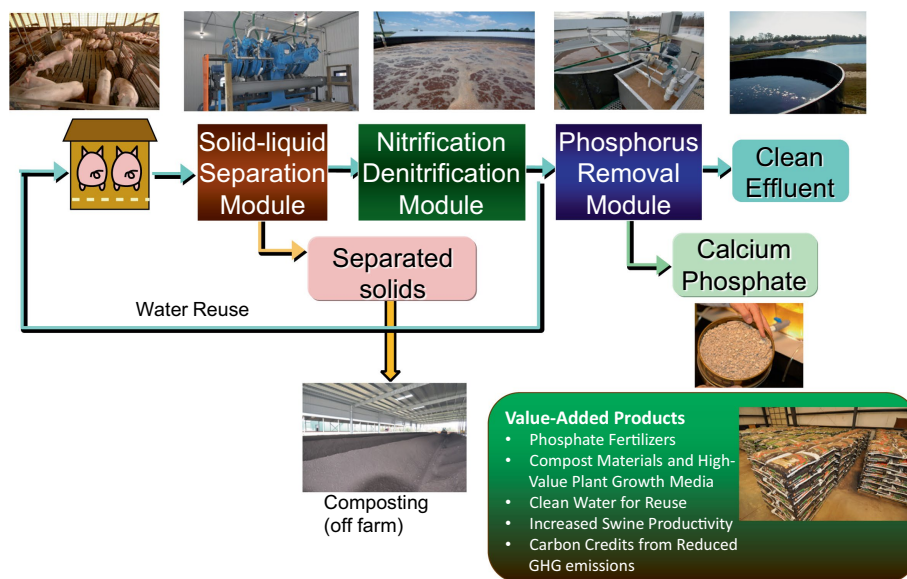 Solid-liquid
Separation
Module
Nitrification
Denitrification
Module
Phosphorus
Removal
Module
Clean
Effluent
Separated
solids
Calcium
Phosphate
Water Reuse
Composting
(off farm)
Value-Added Products
• Phosphate Fertilizers
• Compost Materials and High-
Value Plant Growth Media
• Clean Water for Reuse
• Increased Swine Productivity
• Carbon Credits from Reduced
GHG emissions